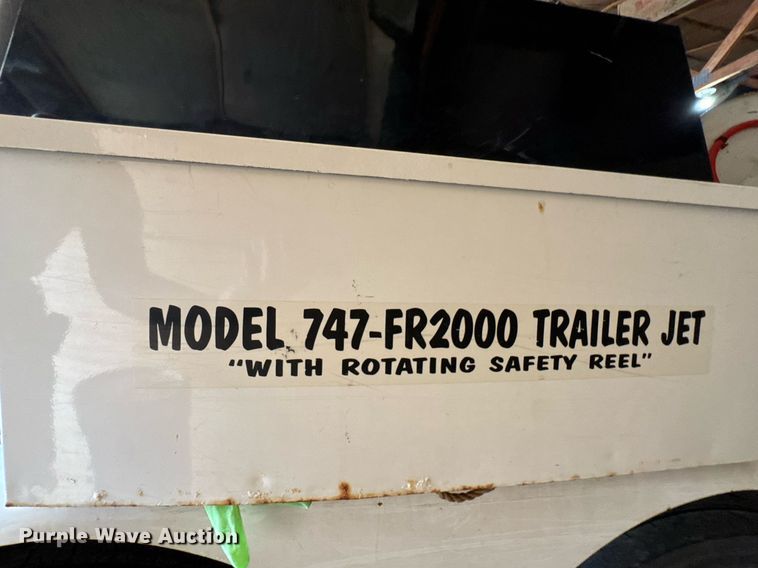 MODEL 747-FR2000 TRAILER JET
"WITH ROTATING SAFETY REEL"
Purple Wave Auction